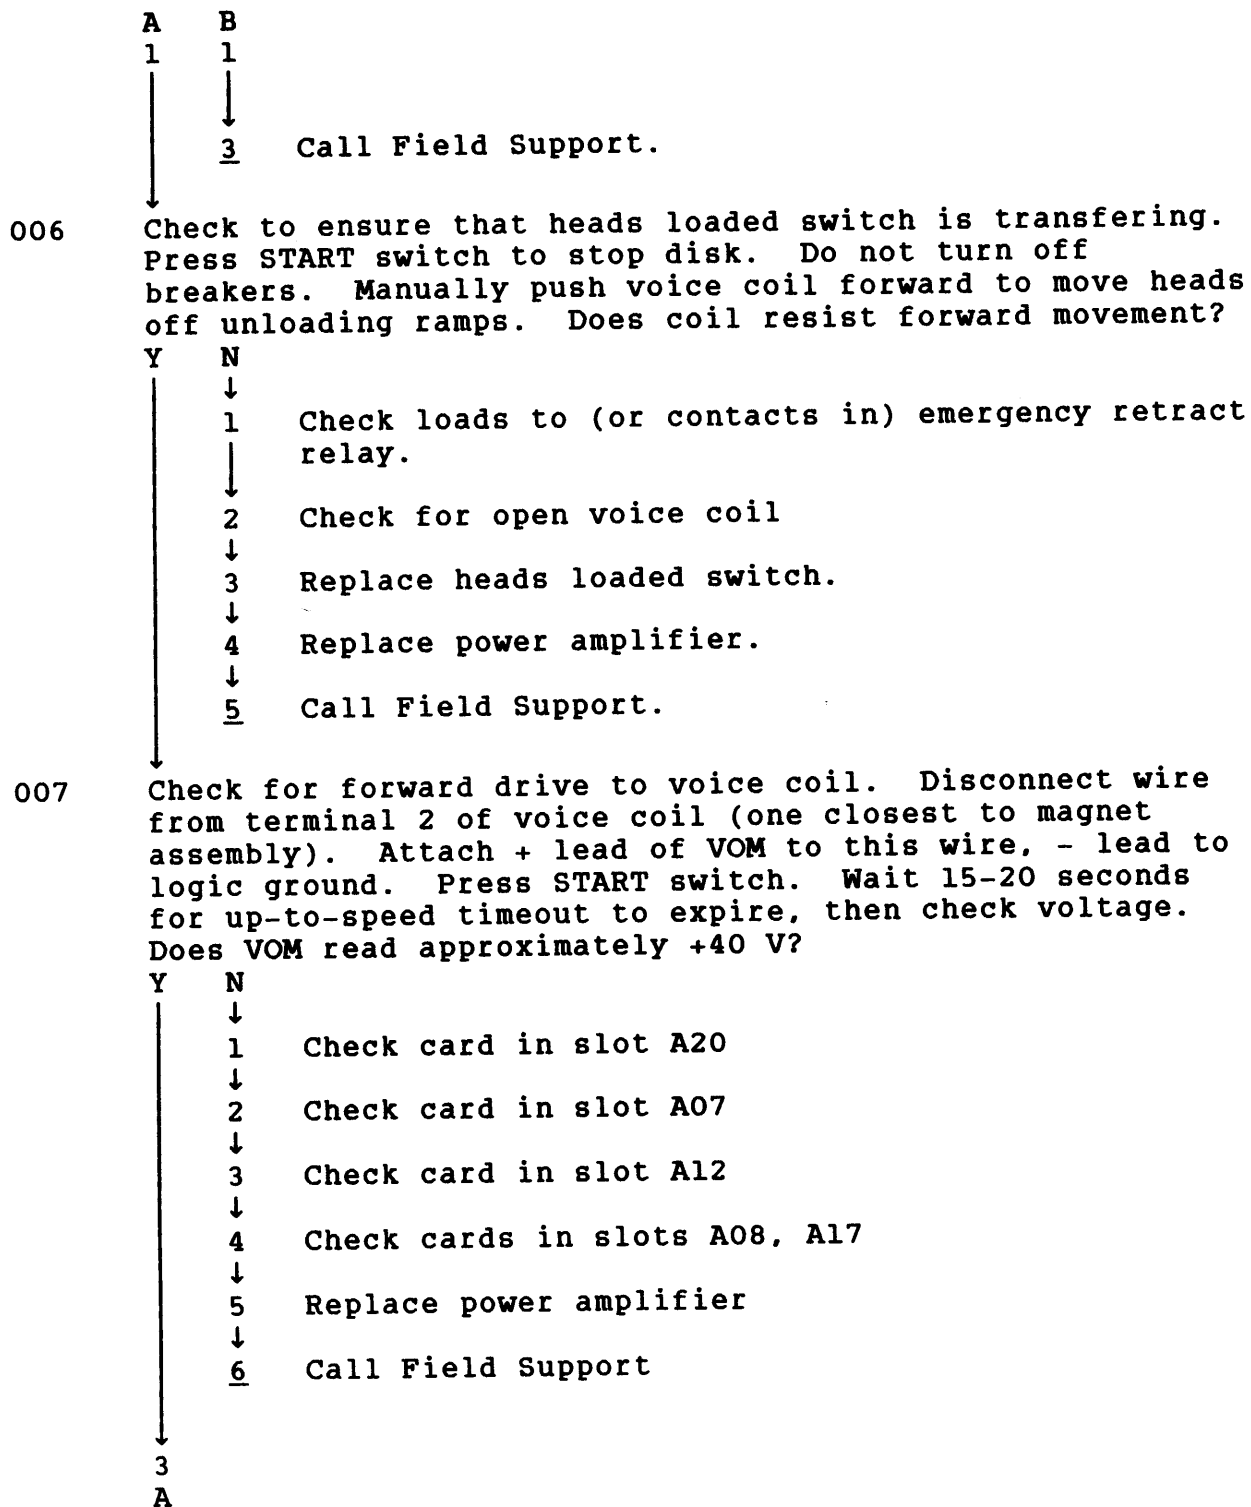 A B
1 1
3 Call Field Support.
006 Check to ensure that heads loaded switch is transfering.
Press START switch to stop disk. Do not turn off
breakers. Manually push voice coil forward to move heads
off unloading ramps. Does coil resist forward movement?
Y N
1 Check loads to (or contacts in) emergency retract
relay.
2 Check for open voice coil
3 Replace heads loaded switch.
4 Replace power amplifier.
5 Call Field Support.
007 Check for forward drive to voice coil. Disconnect wire
from terminal 2 of voice coil (one closest to magnet
assembly). Attach + lead of VOM to this wire, - lead to
logic ground. Press START switch. Wait 15-20 seconds
for up-to-speed timeout to expire, then check voltage.
Does VOM read approximately +40 V?
Y N
1 Check card in slot A20
2 Check card in slot A07
3 Check card in slot A12
4 Check cards in slots A08, A17
5 Replace power amplifier
6 Call Field Support
3
A